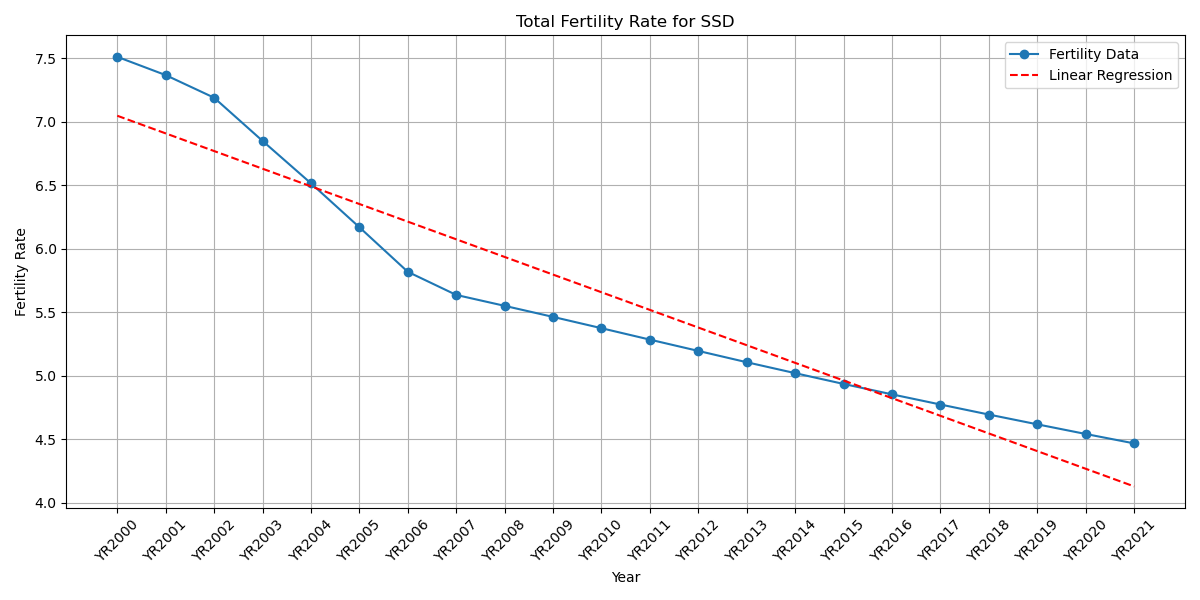 Total Fertility Rate for SSD
Fertility Data
Linear Regression
Fertility Rate
7.5
7.0
6.5
6.0
5.5
5.0
4.5
4.0
YR2000
YR2001
YR2002
YR2003
YR2004
YR2005
YR2006
YR2007
YR2008
YR2009
YR2010
YR2011
YR2012
YR2013
YR2014
YR2015
YR2016
YR2017
YR2018
YR2019
YR2020
YR2021
Year